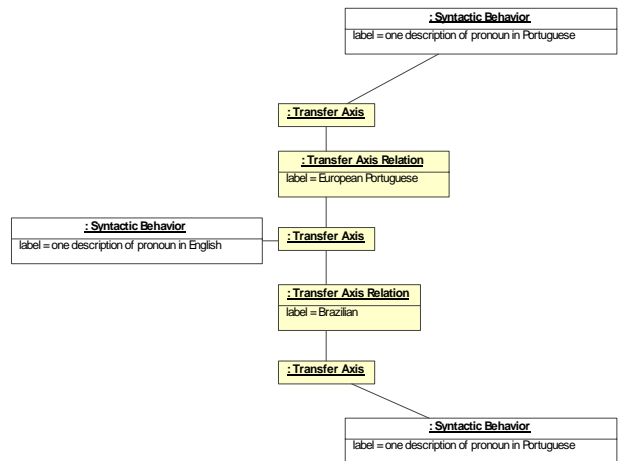 : Syntactic Behavior
label = one description of pronoun in Portuguese
: Transfer Axis
: Transfer Axis Relation
label = European Portuguese
: Syntactic Behavior
label = one description of pronoun in English
: Transfer Axis
: Transfer Axis Relation
label = Brazilian
: Transfer Axis
: Syntactic Behavior
label = one description of pronoun in Portuguese